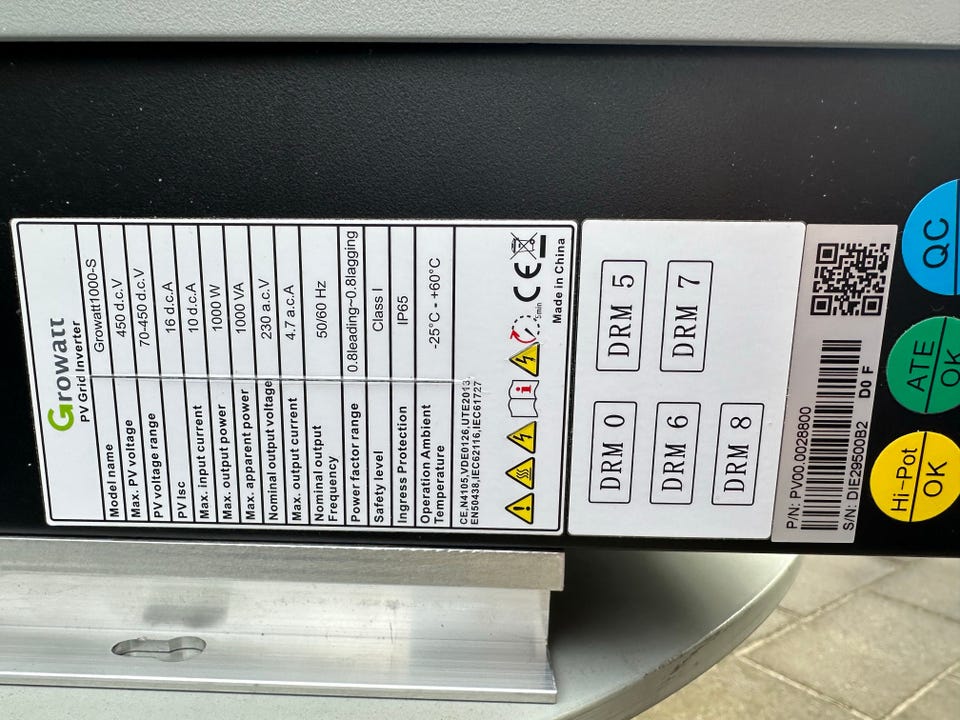 Growatt
PV Grid Inverter
Model name Growatt1000-S
Max. PV voltage 450 d.c.V
PV voltage range 70-450 d.c.V
PV Isc 16 d.c.A
Max. input current 10 d.c.A
Max. output power 1000 W
Max. apparent power 1000 VA
Nominal output voltage 230 a.c.V
Max. output current 4.7 a.c.A
Nominal output Frequency 50/60 Hz
Power factor range 0.8leading~0.8lagging
Safety level Class I
Ingress Protection IP65
Operation Ambient Temperature -25°C - +60°C
CE,N4105,VDE0126,UTE2013
EN50438,IEC62116,IEC61727
5min
CE
Made in China
DRM 0
DRM 5
DRM 6
DRM 7
DRM 8
P/N: PV00.0028800
D0 F
S/N: DIE29500B2
Hi-Pot
OK
ATE
OK
QC